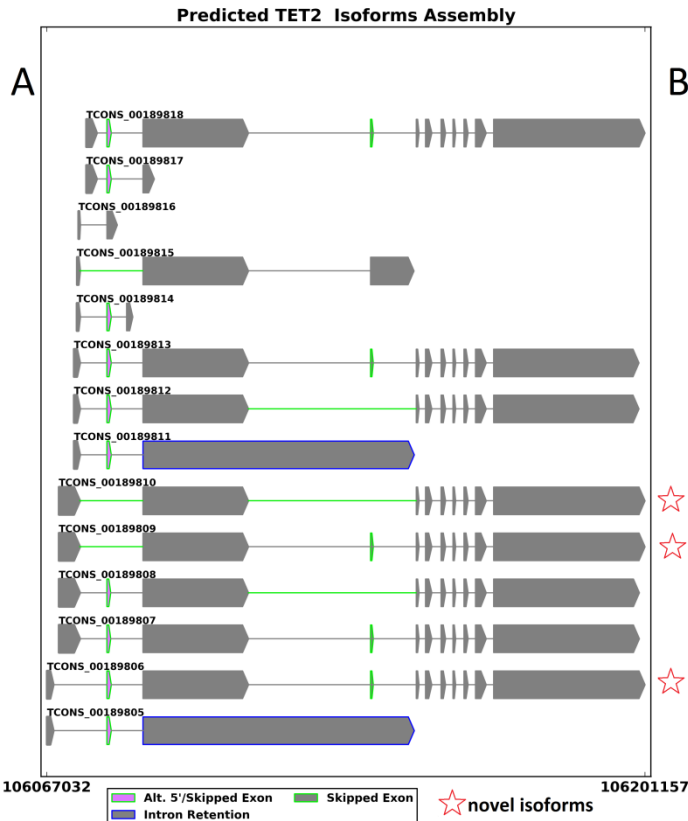 Predicted TET2 Isoforms Assembly
A
B
TCONS_00189818
TCONS_00189817
TCONS_00189816
TCONS_00189815
TCONS_00189814
TCONS_00189813
TCONS_00189812
TCONS_00189811
TCONS_00189810
TCONS_00189809
TCONS_00189808
TCONS_00189807
TCONS_00189806
TCONS_00189805
106067032
106201157
Alt. 5'/Skipped Exon
Skipped Exon
Intron Retention
novel isoforms